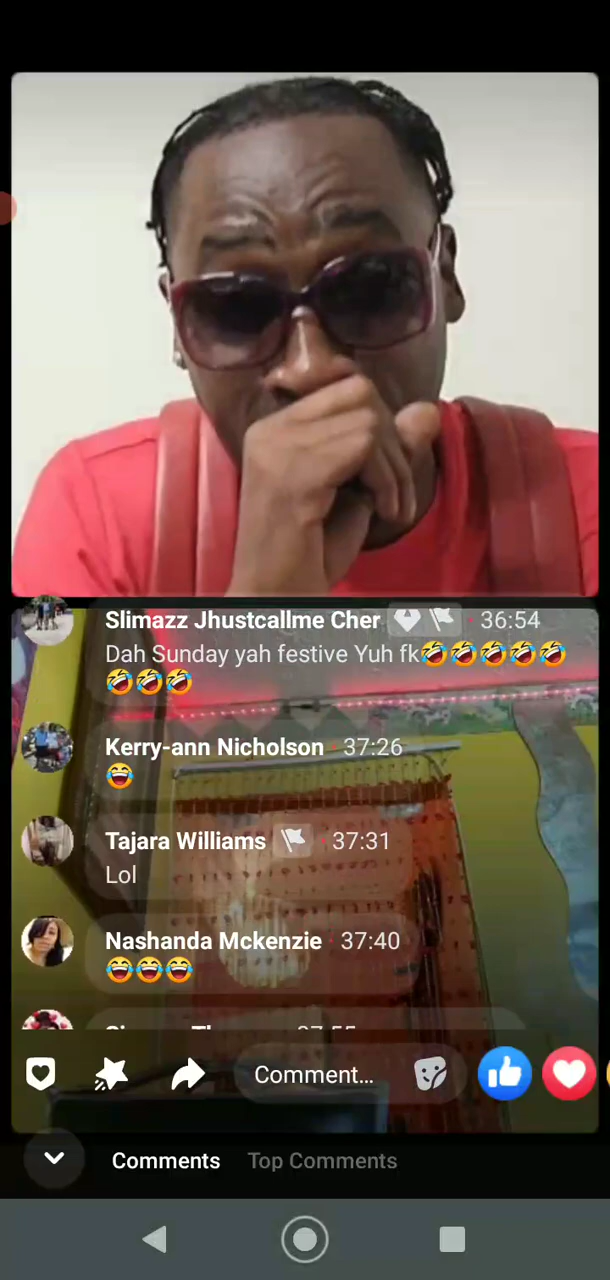 Slimazz Jhustcallme Cher 36:54
Dah Sunday yah festive Yuh fk🤣🤣🤣🤣🤣
🤣🤣🤣
Kerry-ann Nicholson 37:26
😂
Tajara Williams 37:31
Lol
Nashanda Mckenzie 37:40
😂😂😂
Comment...
Comments Top Comments